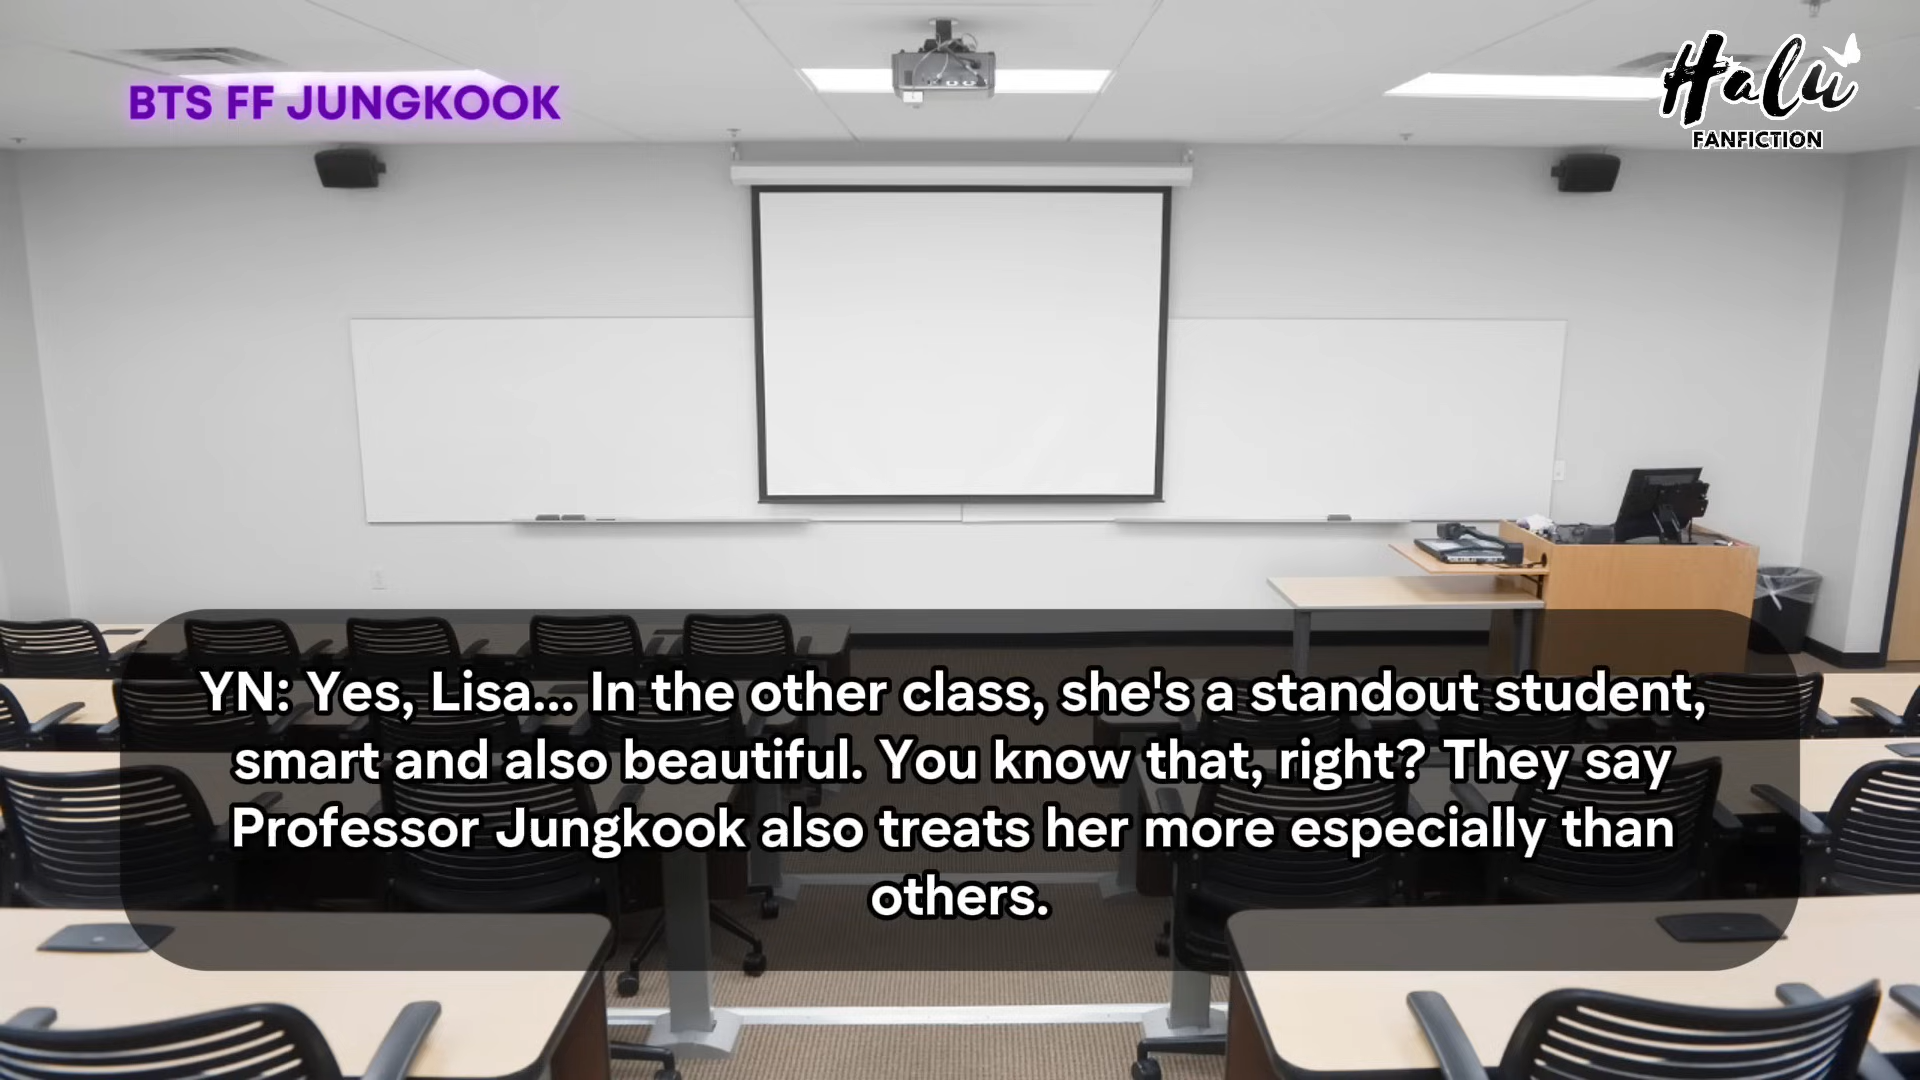 BTS FF JUNGKOOK
Halu
FANFICTION
YN: Yes, Lisa... In the other class, she's a standout student,
smart and also beautiful. You know that, right? They say
Professor Jungkook also treats her more especially than
others.